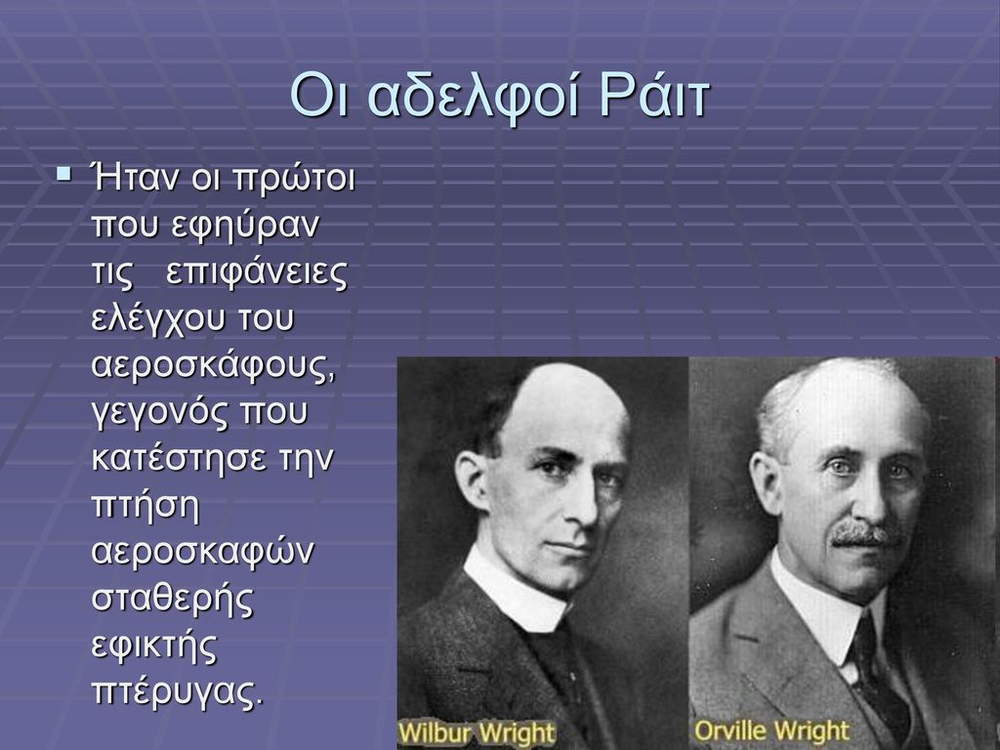 Οι αδελφοί Ράιτ
Ήταν οι πρώτοι
που εφηύραν
τις επιφάνειες
ελέγχου του
αεροσκάφους,
γεγονός που
κατέστησε την
πτήση
αεροσκαφών
σταθερής
εφικτής
πτέρυγας.
Wilbur Wright
Orville Wright